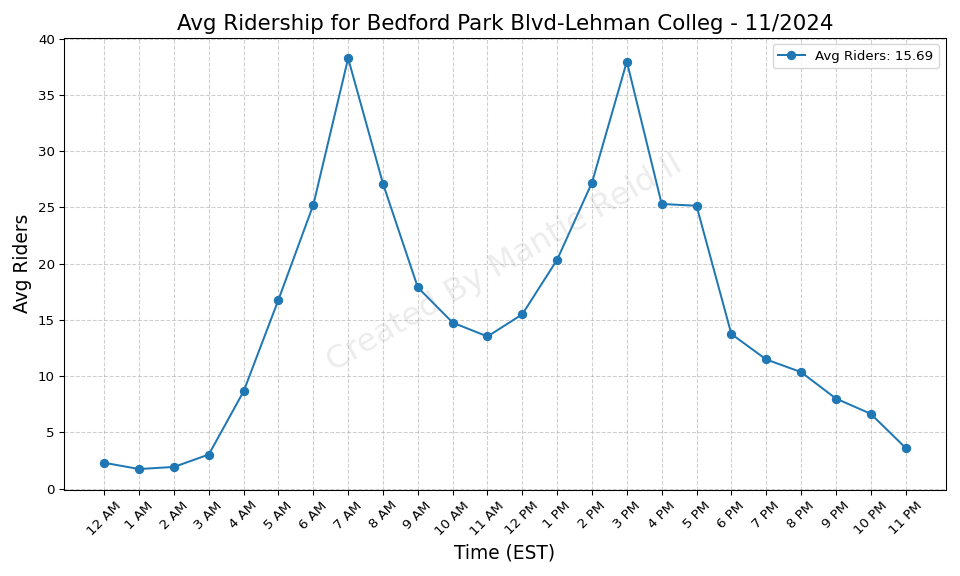 Avg Ridership for Bedford Park Blvd-Lehman Colleg - 11/2024
Avg Riders: 15.69
Avg Riders
40
35
30
25
20
15
10
5
0
Created By Mantic Reid II
12 AM
1 AM
2 AM
3 AM
4 AM
5 AM
6 AM
7 AM
8 AM
9 AM
10 AM
11 AM
12 PM
1 PM
2 PM
3 PM
4 PM
5 PM
6 PM
7 PM
8 PM
9 PM
10 PM
11 PM
Time (EST)